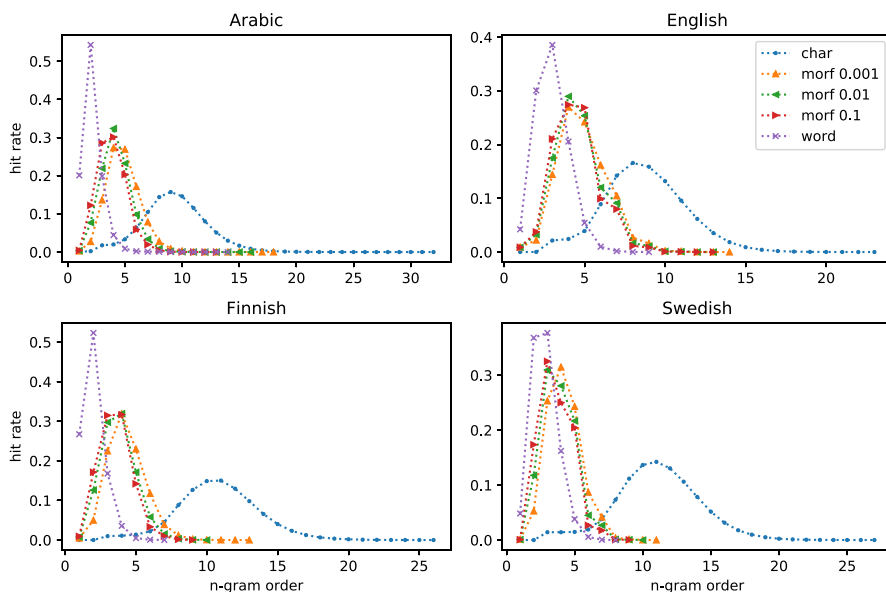 Arabic
English
hit rate
0.5
0.4
0.3
0.2
0.1
0.0
0 5 10 15 20 25 30
0.4
0.3
0.2
0.1
0.0
0 5 10 15 20
char
morf 0.001
morf 0.01
morf 0.1
word
Finnish
Swedish
hit rate
0.5
0.4
0.3
0.2
0.1
0.0
0 5 10 15 20 25
n-gram order
0.3
0.2
0.1
0.0
0 5 10 15 20 25
n-gram order